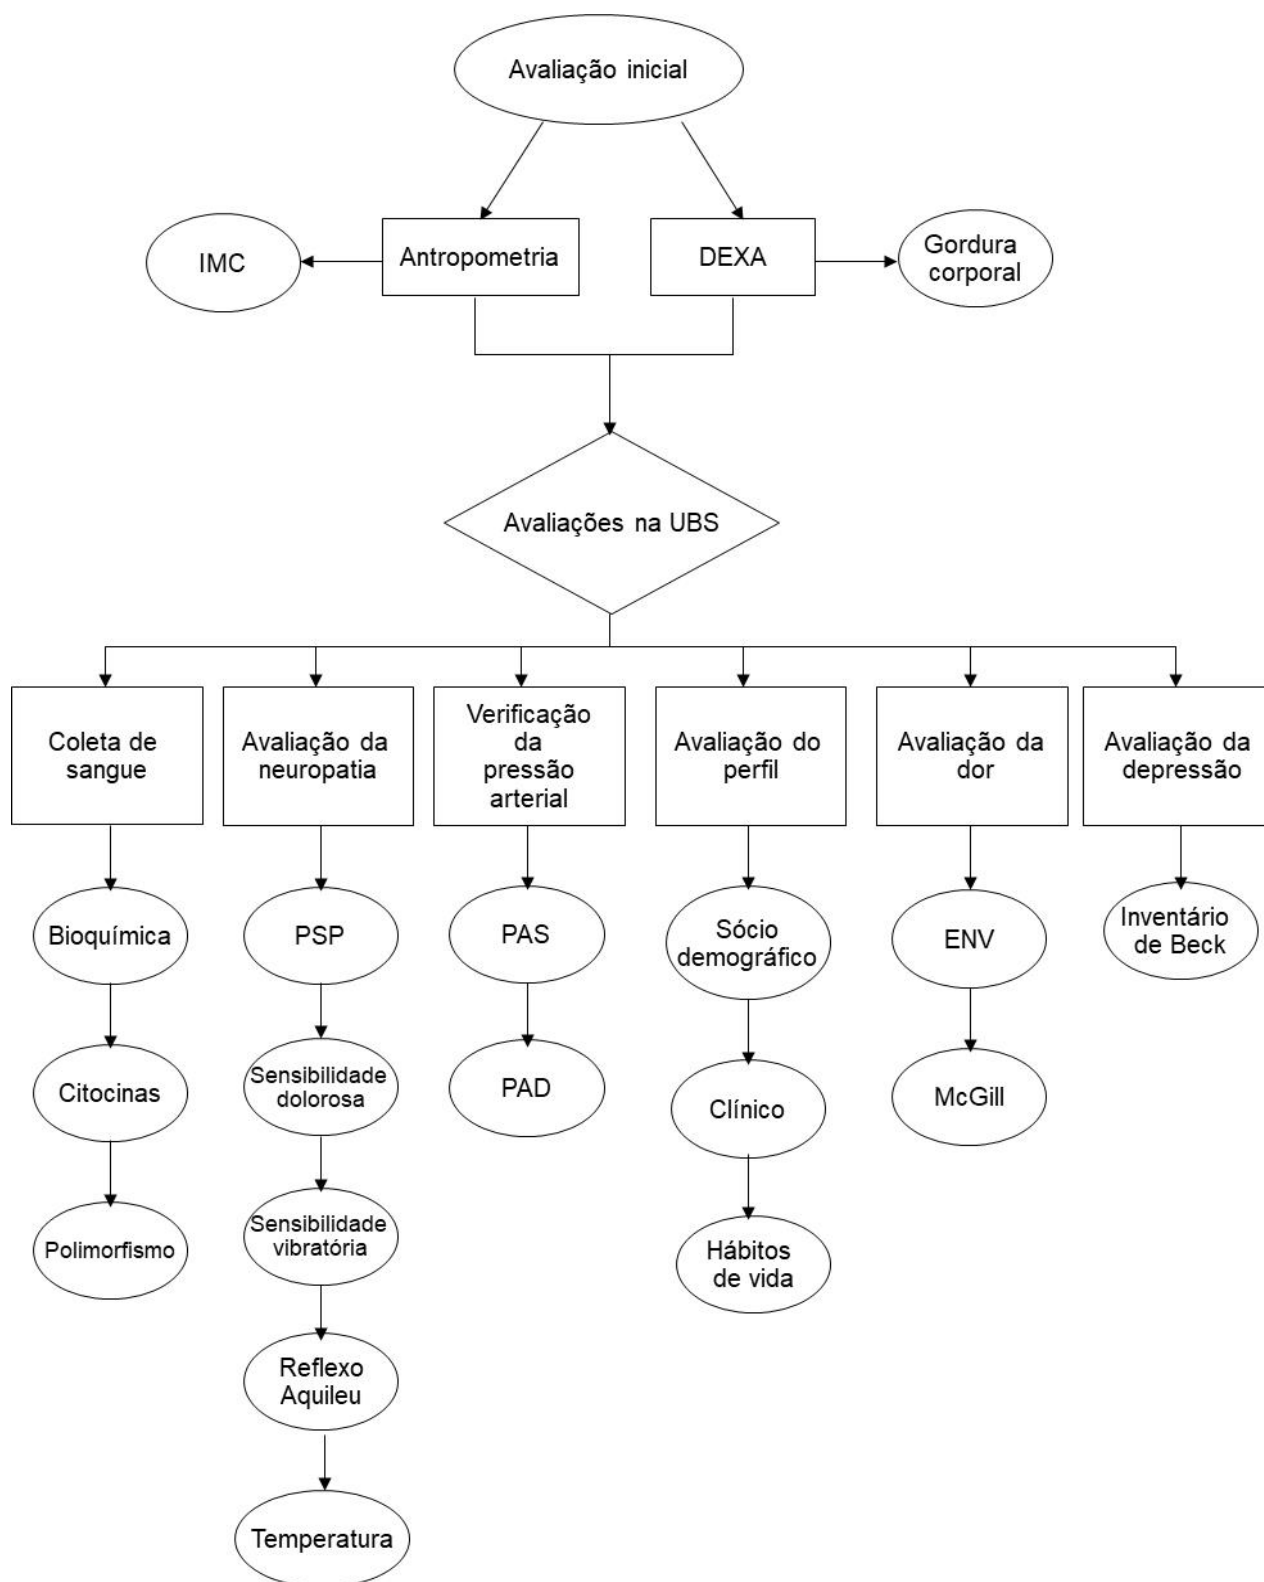 Avaliação inicial
IMC
Antropometria
DEXA
Gordura
corporal
Avaliações na UBS
Coleta de
sangue
Avaliação da
neuropatia
Verificação
da
pressão
arterial
Avaliação do
perfil
Avaliação da
dor
Avaliação da
depressão
Bioquímica
PSP
PAS
Sócio
demográfico
ENV
Inventário
de Beck
Citocinas
Sensibilidade
dolorosa
PAD
Clínico
McGill
Polimorfismo
Sensibilidade
vibratória
Hábitos
de vida
Reflexo
Aquileu
Temperatura